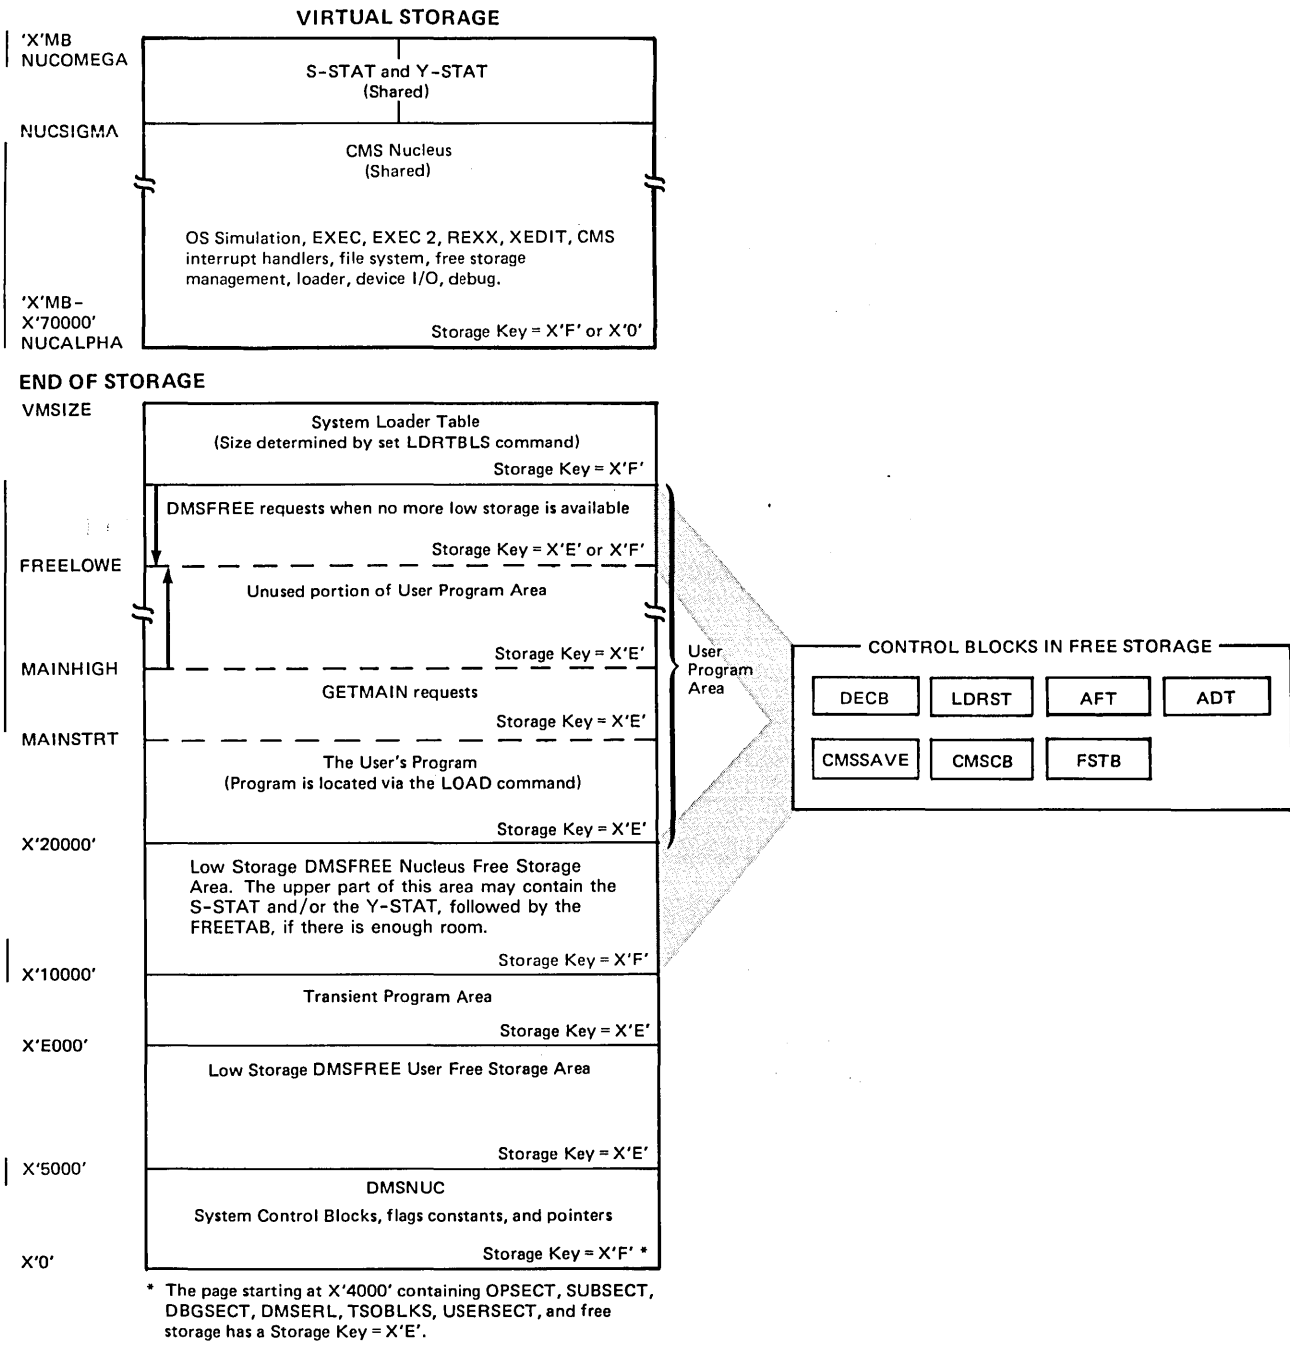 VIRTUAL STORAGE
'X'MB
NUCOMEGA
S-STAT and Y-STAT
(Shared)
NUCSIGMA
CMS Nucleus
(Shared)
OS Simulation, EXEC, EXEC 2, REXX, XEDIT, CMS
interrupt handlers, file system, free storage
management, loader, device I/O, debug.
'X'MB-
X'70000'
NUCALPHA
Storage Key = X'F' or X'0'
END OF STORAGE
VMSIZE
System Loader Table
(Size determined by set LDRTBLS command)
Storage Key = X'F'
DMSFREE requests when no more low storage is available
Storage Key = X'E' or X'F'
FREELOWE
Unused portion of User Program Area
Storage Key = X'E'
MAINHIGH
GETMAIN requests
Storage Key = X'E'
MAINSTRT
The User's Program
(Program is located via the LOAD command)
Storage Key = X'E'
X'20000'
User
Program
Area
CONTROL BLOCKS IN FREE STORAGE
DECB
LDRST
AFT
ADT
CMSSAVE
CMSCB
FSTB
Low Storage DMSFREE Nucleus Free Storage
Area. The upper part of this area may contain the
S-STAT and/or the Y-STAT, followed by the
FREETAB, if there is enough room.
Storage Key = X'F'
X'10000'
Transient Program Area
Storage Key = X'E'
X'E000'
Low Storage DMSFREE User Free Storage Area
Storage Key = X'E'
X'5000'
DMSNUC
System Control Blocks, flags constants, and pointers
Storage Key = X'F' *
X'0'
* The page starting at X'4000' containing OPSECT, SUBSECT,
DBGSECT, DMSERL, TSOBLKS, USERSECT, and free
storage has a Storage Key = X'E'.